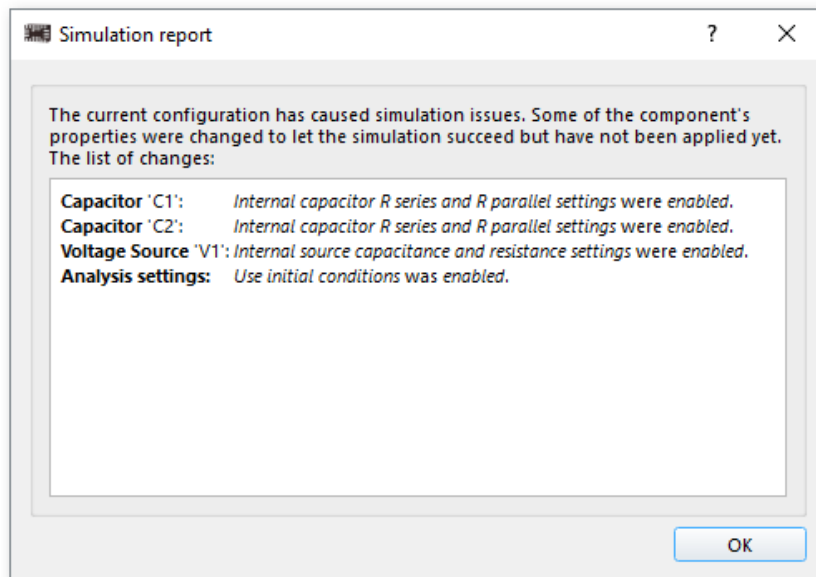 Simulation report
?
The current configuration has caused simulation issues. Some of the component's
properties were changed to let the simulation succeed but have not been applied yet.
The list of changes:
Capacitor 'C1': Internal capacitor R series and R parallel settings were enabled.
Capacitor 'C2': Internal capacitor R series and R parallel settings were enabled.
Voltage Source 'V1': Internal source capacitance and resistance settings were enabled.
Analysis settings: Use initial conditions was enabled.
OK